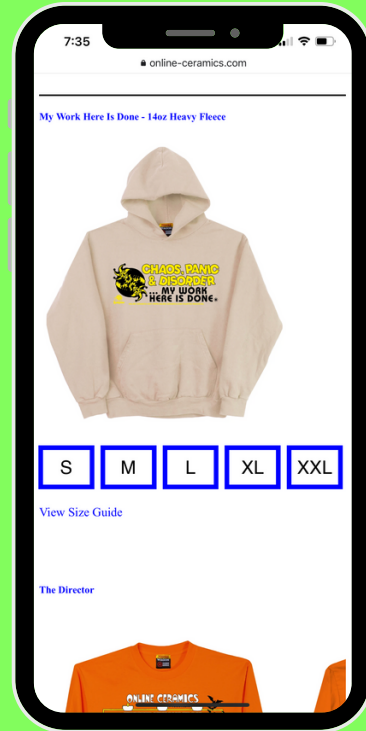 7:35
online-ceramics.com
My Work Here Is Done - 14oz Heavy Fleece
CHAOS, PANIC
& DISORDER
... MY WORK
HERE IS DONE.
S M L XL XXL
View Size Guide
The Director
ONLINE CERAMICS